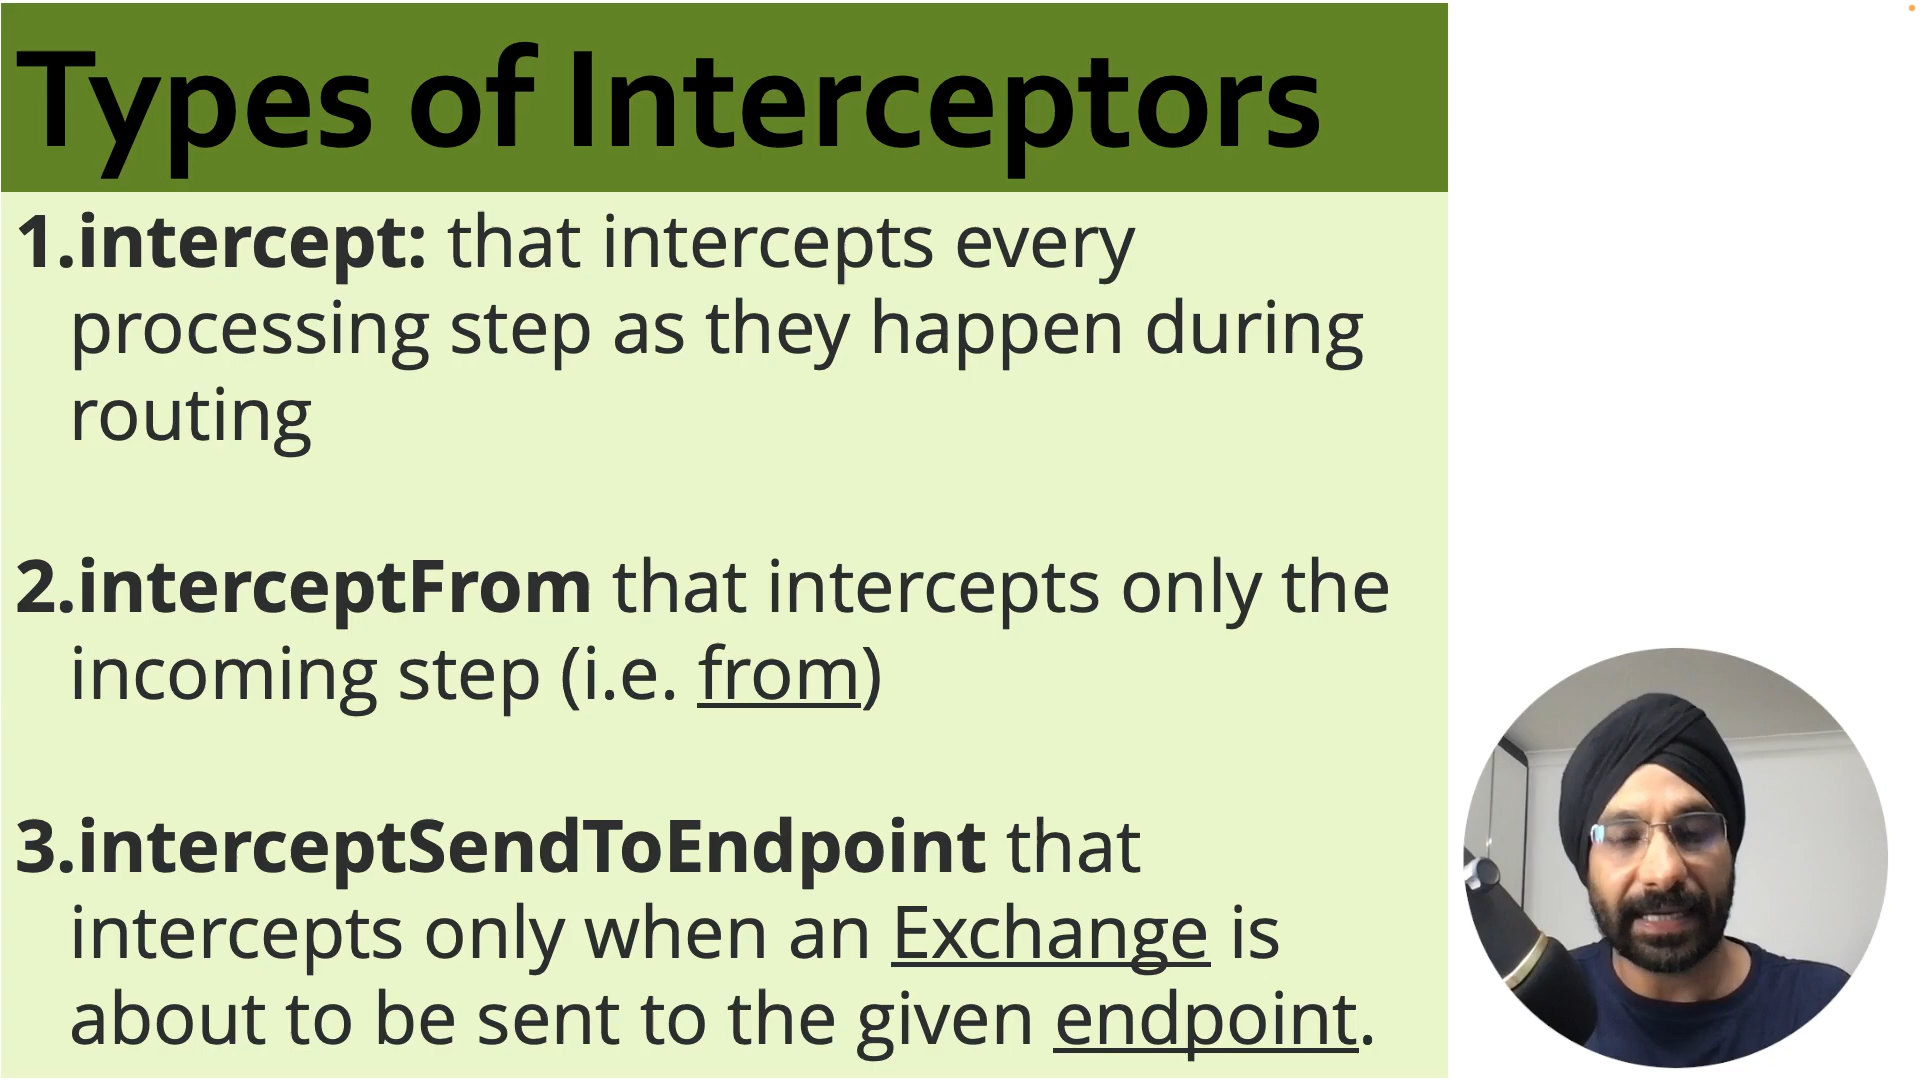 Types of Interceptors
1.intercept: that intercepts every
processing step as they happen during
routing
2.interceptFrom that intercepts only the
incoming step (i.e. from)
3.interceptSendToEndpoint that
intercepts only when an Exchange is
about to be sent to the given endpoint.